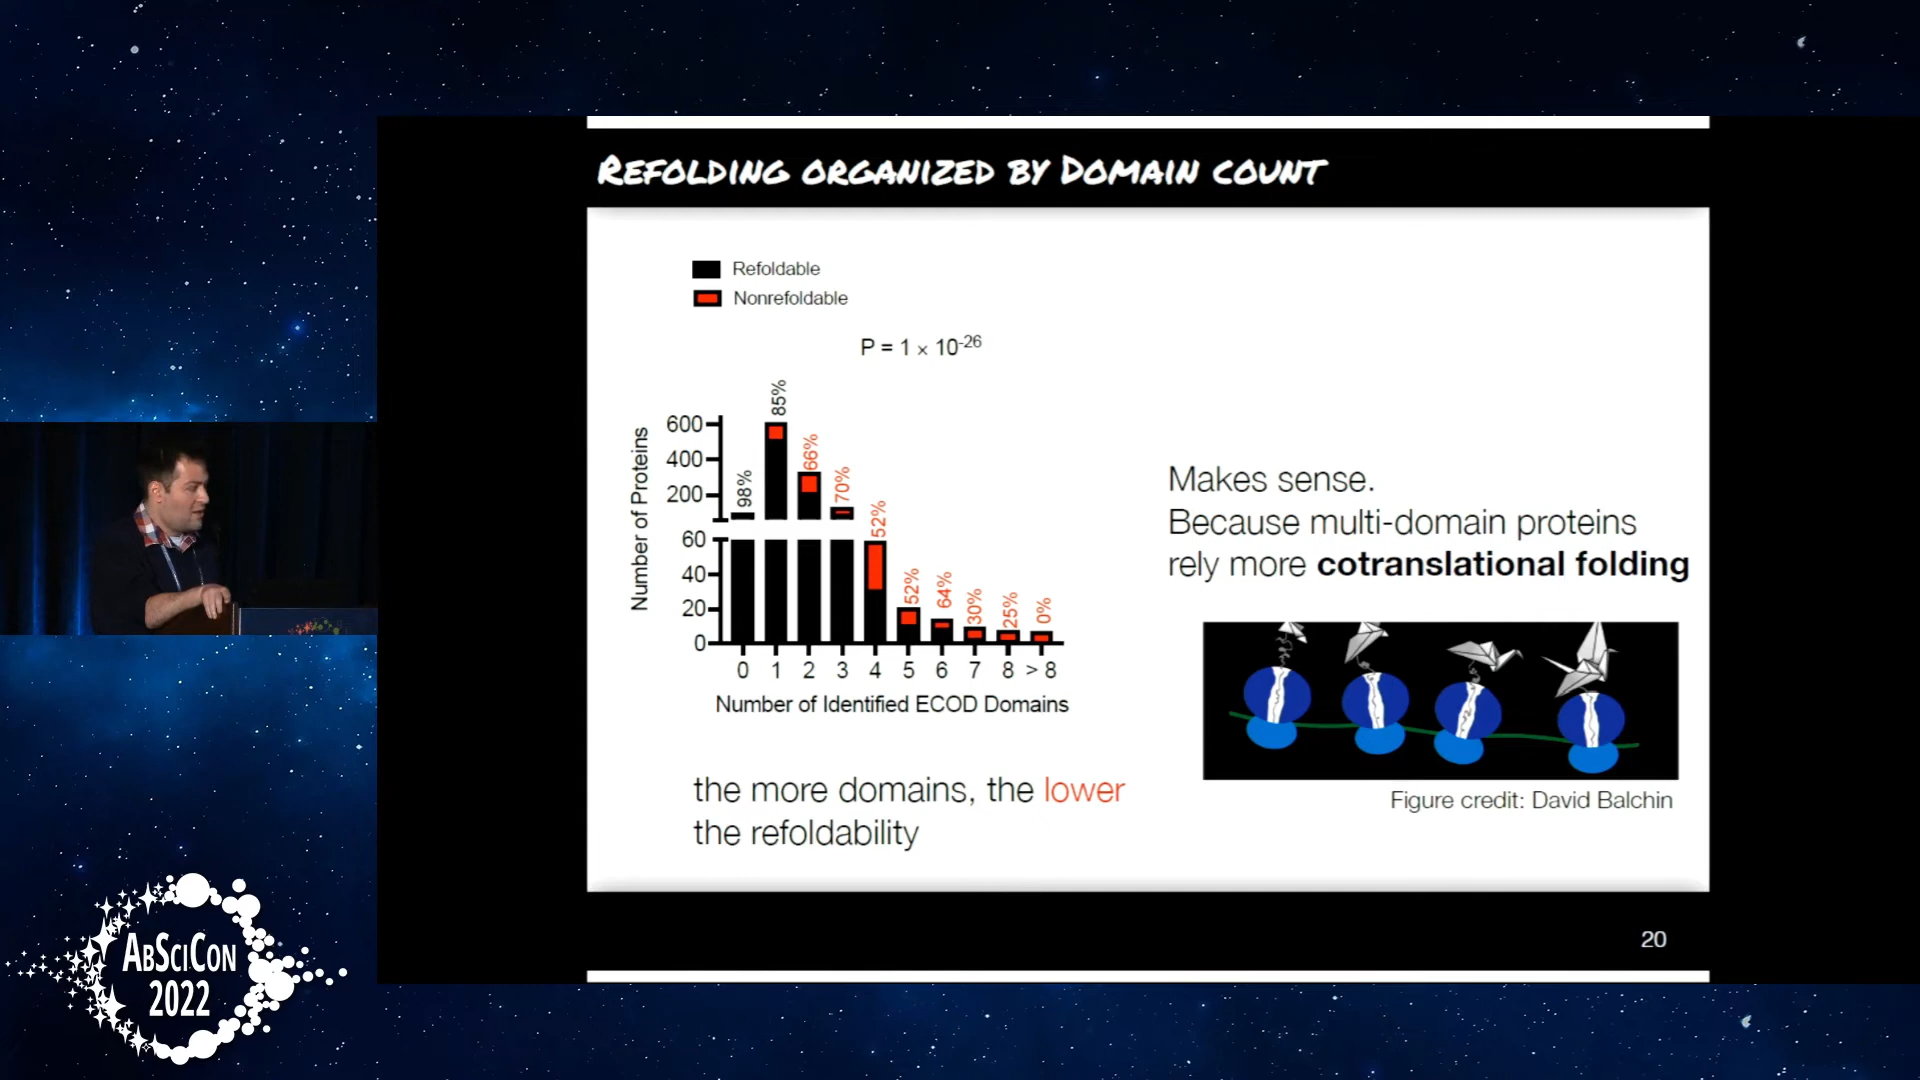 REFOLDING ORGANIZED BY DOMAIN COUNT
Refoldable
Nonrefoldable
P = 1 × 10-26
Number of Proteins
600
400
200
60
40
20
0
98%
85%
66%
70%
52%
52%
64%
30%
25%
0%
0 1 2 3 4 5 6 7 8 > 8
Number of Identified ECOD Domains
the more domains, the lower
the refoldability
Makes sense.
Because multi-domain proteins
rely more cotranslational folding
Figure credit: David Balchin
20
ABSCICON
2022